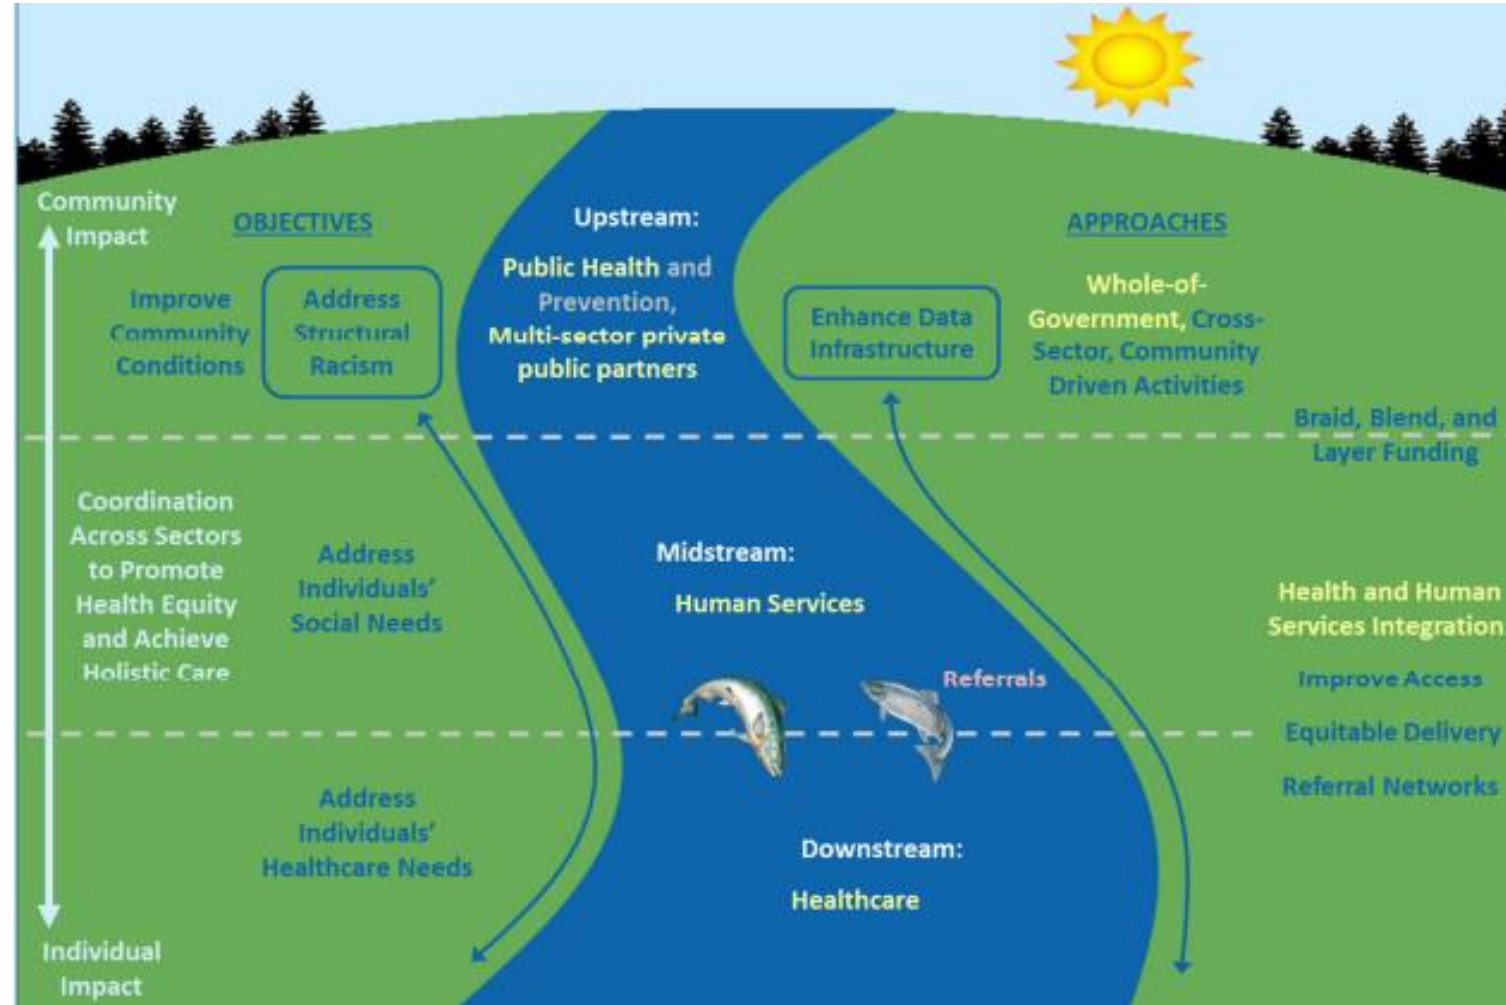 Community
Impact
OBJECTIVES
Improve
Community
Conditions
Address
Structural
Racism
Upstream:
Public Health and
Prevention,
Multi-sector private
public partners
APPROACHES
Enhance Data
Infrastructure
Whole-of-
Government, Cross-
Sector, Community
Driven Activities
Braid, Blend, and
Layer Funding
Coordination
Across Sectors
to Promote
Health Equity
and Achieve
Holistic Care
Address
Individuals'
Social Needs
Midstream:
Human Services
Referrals
Health and Human
Services Integration
Improve Access
Equitable Delivery
Referral Networks
Address
Individuals'
Healthcare Needs
Downstream:
Healthcare
Individual
Impact